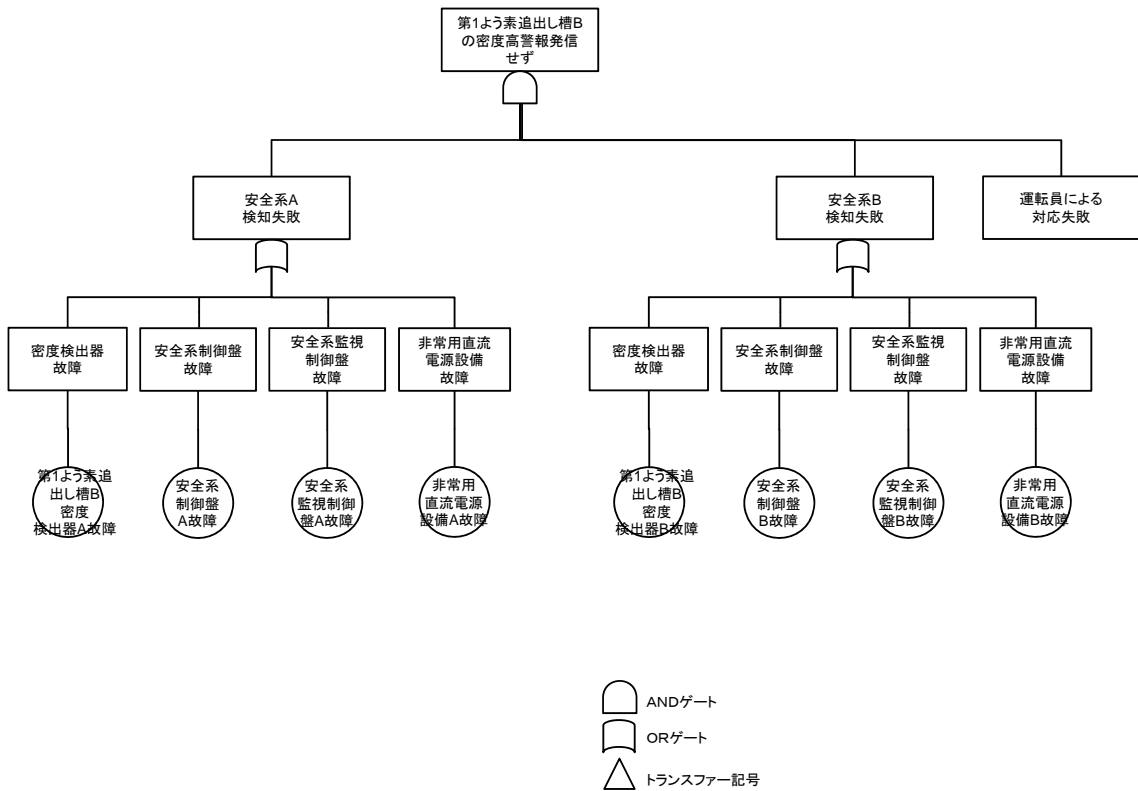 第1よう素追出し槽B
の密度高警報発信
せず
安全系A
検知失敗
安全系B
検知失敗
運転員による
対応失敗
密度検出器
故障
安全系制御盤
故障
安全系監視
制御盤
故障
非常用直流
電源設備
故障
密度検出器
故障
安全系制御盤
故障
安全系監視
制御盤
故障
非常用直流
電源設備
故障
第1よう素追
出し槽B
密度
検出器A故障
安全系
制御盤
A故障
安全系
監視制御
盤A故障
非常用
直流電源
設備A故障
第1よう素追
出し槽B
密度
検出器B故障
安全系
制御盤
B故障
安全系
監視制御
盤B故障
非常用
直流電源
設備B故障
ANDゲート
ORゲート
トランスファー記号